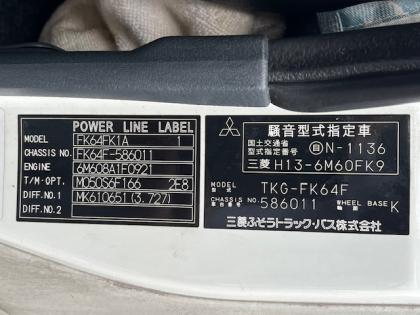 POWER LINE LABEL
MODEL FK64FK1A 1
CHASSIS NO. FK64F-586011
ENGINE 6M608A1F0921
T/M·OPT. M050S6F166 2E8
DIFF. NO.1 MK610651(3.727)
DIFF. NO.2
騒音型式指定車
国土交通省 自N-1136
型式指定番号
三菱 H13-6M60FK9
MODEL TKG-FK64F
CHASSIS NO. 586011 WHEEL BASE K
三菱ふそうトラック・バス株式会社